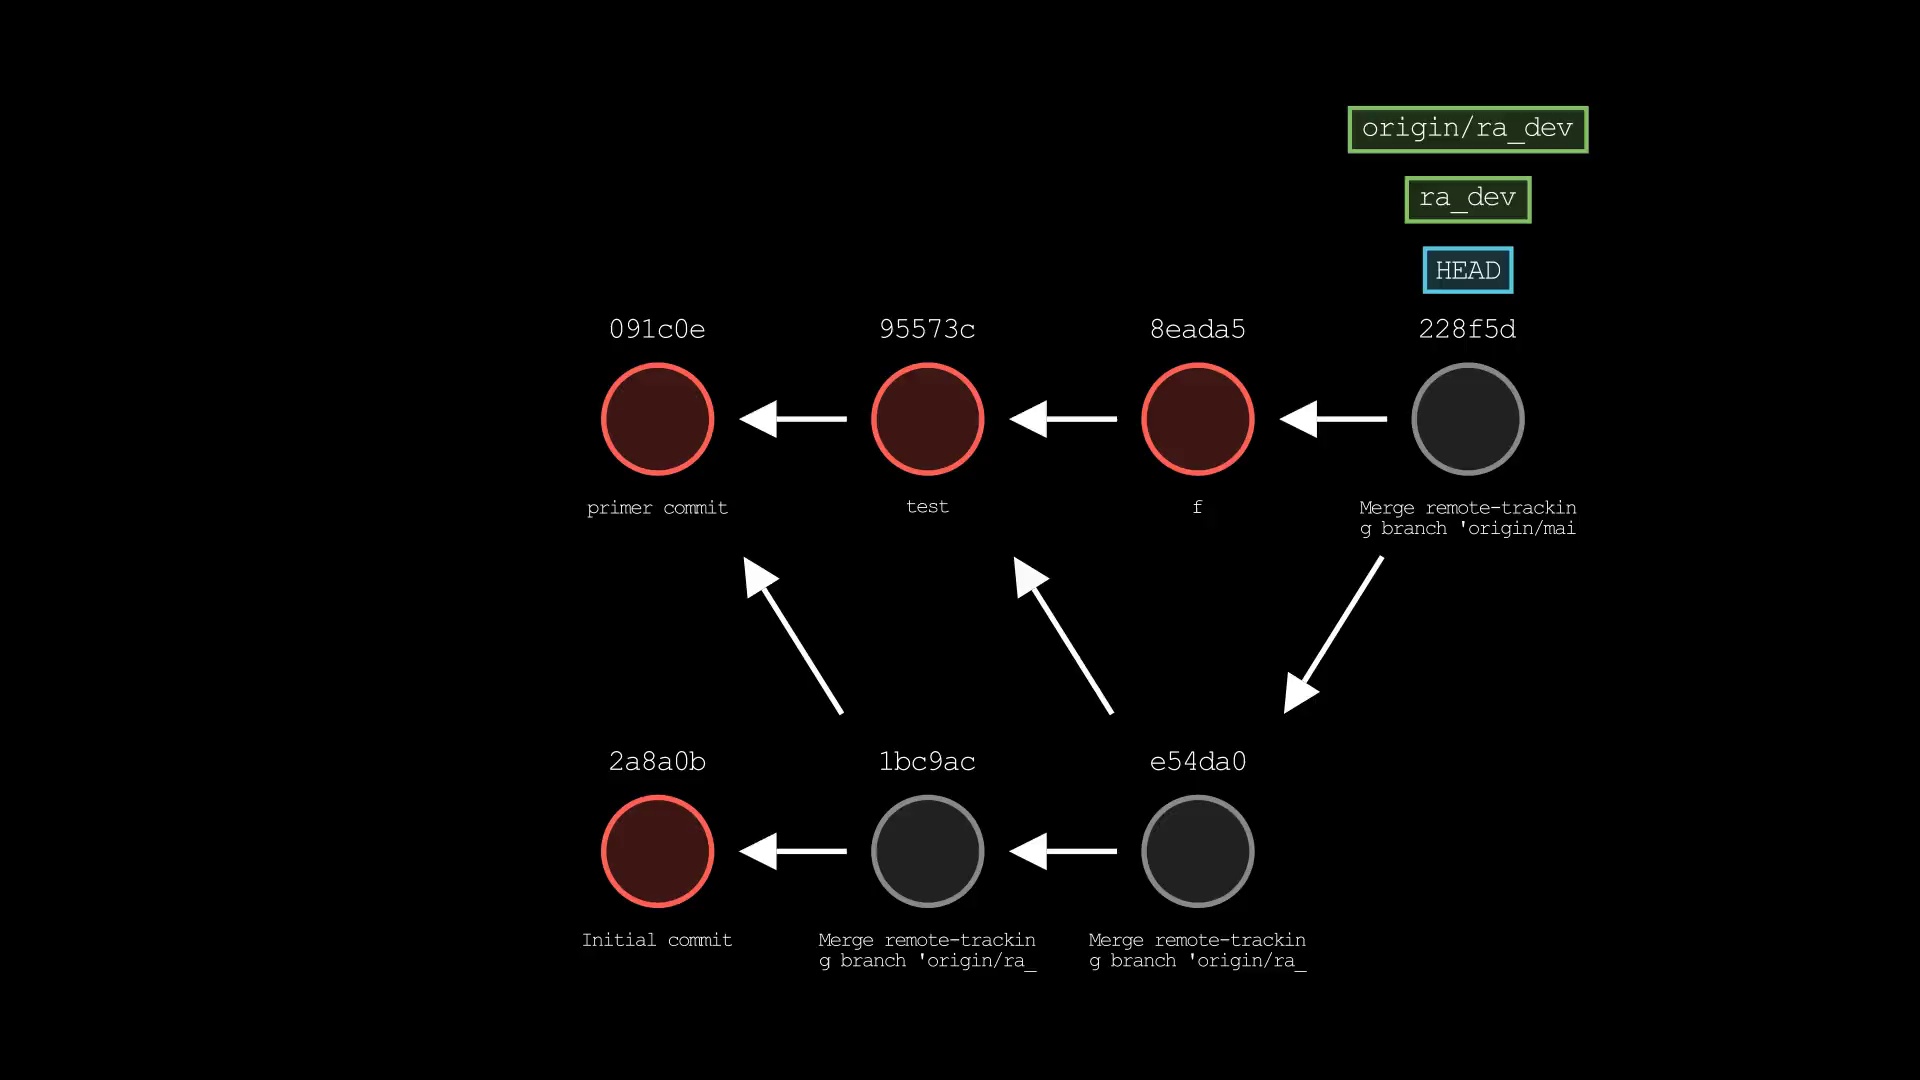 origin/ra_dev
ra_dev
HEAD
091c0e
95573c
8eada5
228f5d
primer commit
test
f
Merge remote-trackin
g branch 'origin/mai
2a8a0b
1bc9ac
e54da0
Initial commit
Merge remote-trackin
g branch 'origin/ra_
Merge remote-trackin
g branch 'origin/ra_